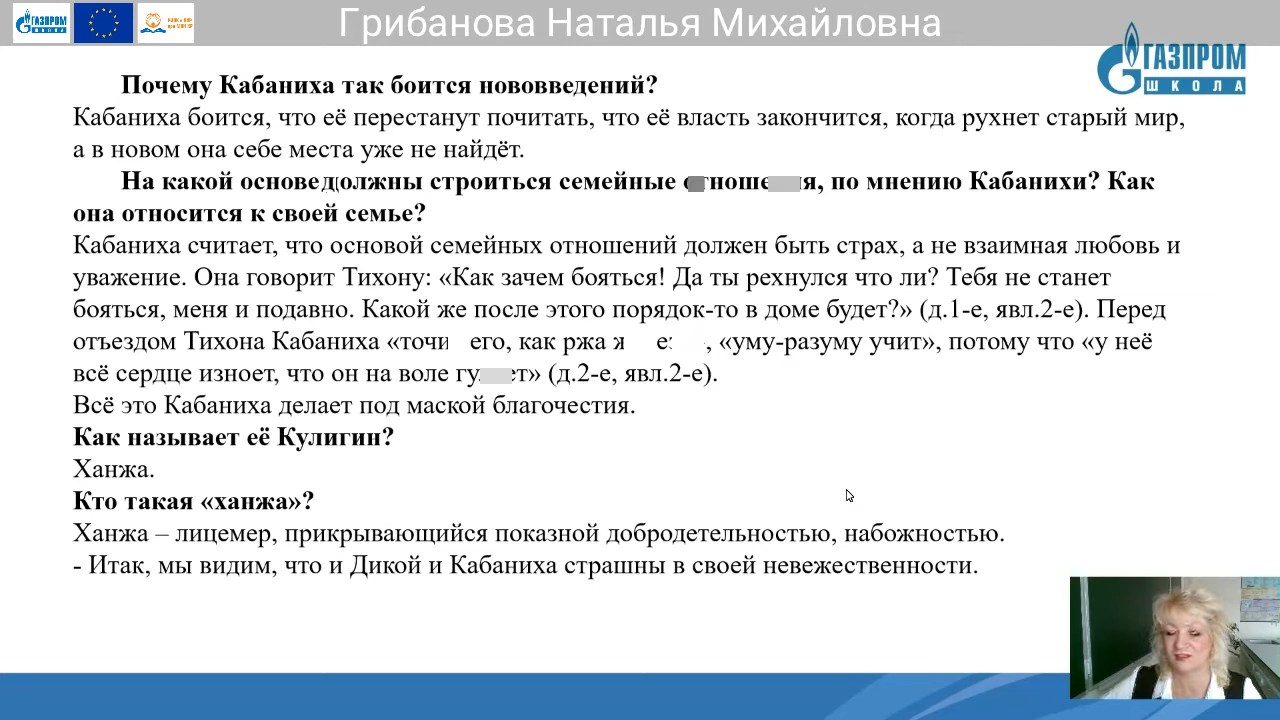 Грибанова Наталья Михайловна
ГАЗПРОМ
ШКОЛА
Почему Кабаниха так боится нововведений?
Кабаниха боится, что её перестанут почитать, что её власть закончится, когда рухнет старый мир,
а в новом она себе места уже не найдёт.
На какой основе должны строиться семейные по мнению Кабанихи? Как
она относится к своей семье?
Кабаниха считает, что основой семейных отношений должен быть страх, а не взаимная любовь и
уважение. Она говорит Тихону: «Как зачем бояться! Да ты рехнулся что ли? Тебя не станет
бояться, меня и подавно. Какой же после этого порядок-то в доме будет?» (д.1-е, явл.2-е). Перед
отъездом Тихона Кабаниха его, как ржа «уму-разуму учит», потому что «у неё
всё сердце изноет, что он на воле (д.2-е, явл.2-е).
Всё это Кабаниха делает под маской благочестия.
Как называет её Кулигин?
Ханжа.
Кто такая «ханжа»?
Ханжа – лицемер, прикрывающийся показной добродетельностью, набожностью.
- Итак, мы видим, что и Дикой и Кабаниха страшны в своей невежественности.